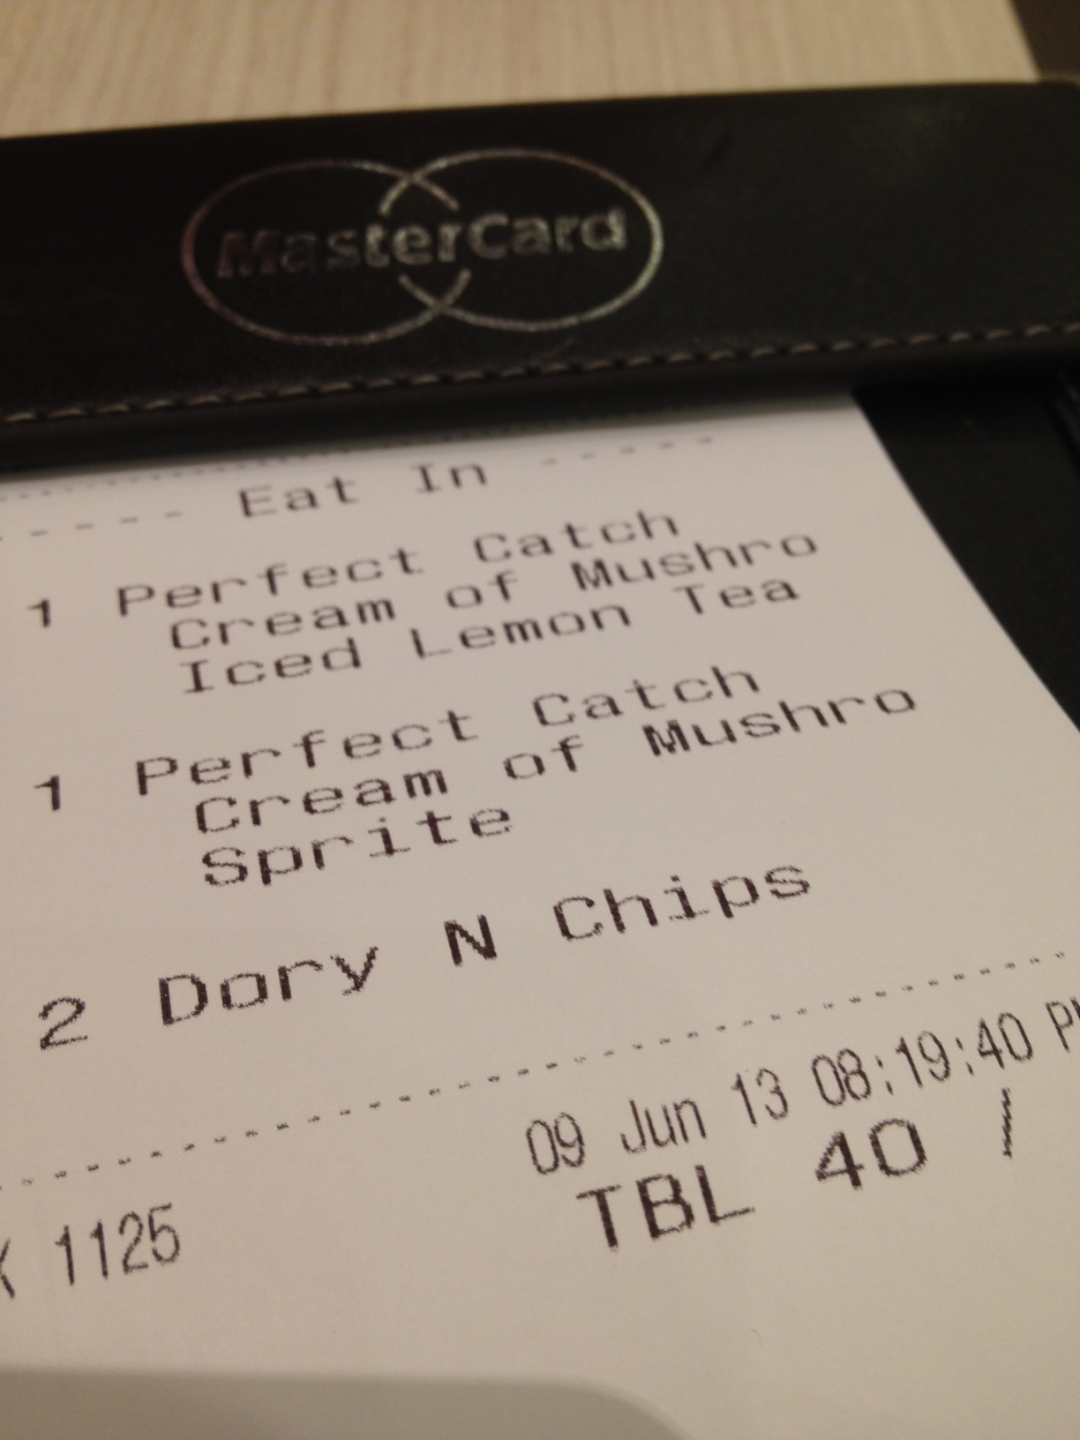 MasterCard
----- Eat In -----
1 Perfect Catch
Cream of Mushro
Iced Lemon Tea
1 Perfect Catch
Cream of Mushro
Sprite
2 Dory N Chips
09 Jun 13 08:19:40
1125
TBL 40 /